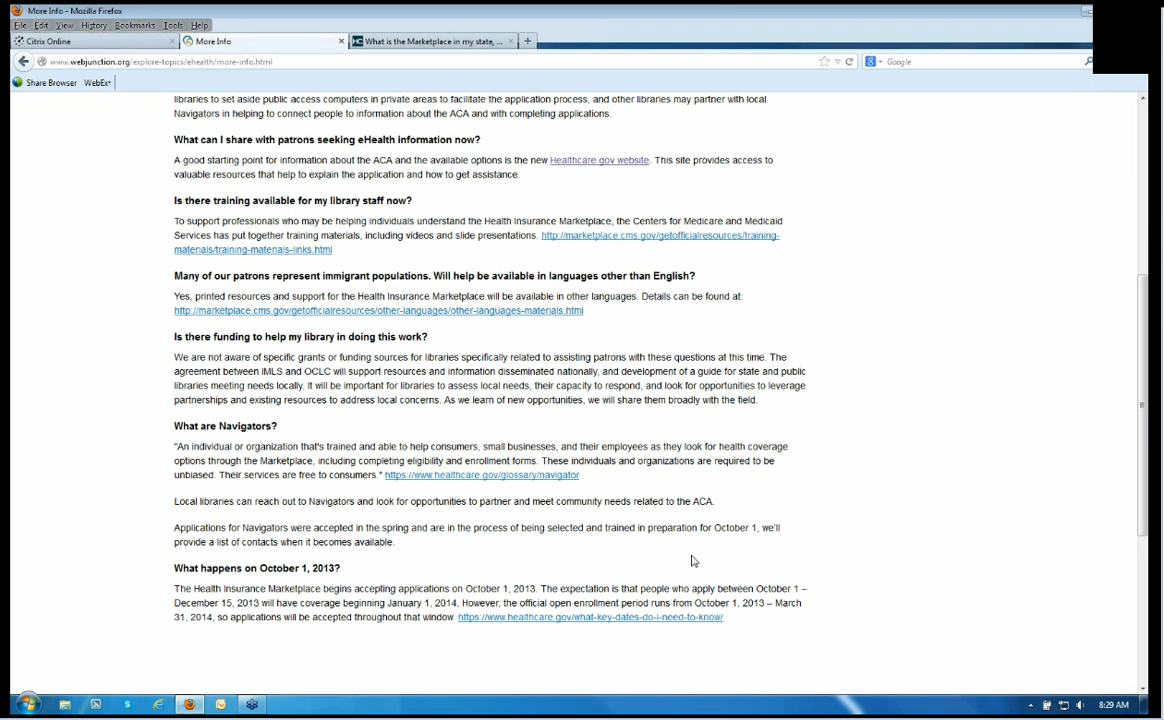 More Info - Mozilla Firefox
File Edit View History Bookmarks Tools Help
Citrix Online × More Info × What is the Marketplace in my state, ... × +
www.webjunction.org/explore-topics/ehealth/more-info.html Google
Share Browser WebEx
libraries to set aside public access computers in private areas to facilitate the application process, and other libraries may partner with local
Navigators in helping to connect people to information about the ACA and with completing applications.
What can I share with patrons seeking eHealth information now?
A good starting point for information about the ACA and the available options is the new Healthcare.gov website. This site provides access to
valuable resources that help to explain the application and how to get assistance.
Is there training available for my library staff now?
To support professionals who may be helping individuals understand the Health Insurance Marketplace, the Centers for Medicare and Medicaid
Services has put together training materials, including videos and slide presentations. http://marketplace.cms.gov/getofficialresources/training-
materials/training-materials-links.html
Many of our patrons represent immigrant populations. Will help be available in languages other than English?
Yes, printed resources and support for the Health Insurance Marketplace will be available in other languages. Details can be found at:
http://marketplace.cms.gov/getofficialresources/other-languages/other-languages-materials.html
Is there funding to help my library in doing this work?
We are not aware of specific grants or funding sources for libraries specifically related to assisting patrons with these questions at this time. The
agreement between IMLS and OCLC will support resources and information disseminated nationally, and development of a guide for state and public
libraries meeting needs locally. It will be important for libraries to assess local needs, their capacity to respond, and look for opportunities to leverage
partnerships and existing resources to address local concerns. As we learn of new opportunities, we will share them broadly with the field.
What are Navigators?
"An individual or organization that's trained and able to help consumers, small businesses, and their employees as they look for health coverage
options through the Marketplace, including completing eligibility and enrollment forms. These individuals and organizations are required to be
unbiased. Their services are free to consumers." https://www.healthcare.gov/glossary/navigator
Local libraries can reach out to Navigators and look for opportunities to partner and meet community needs related to the ACA.
Applications for Navigators were accepted in the spring and are in the process of being selected and trained in preparation for October 1, we'll
provide a list of contacts when it becomes available.
What happens on October 1, 2013?
The Health Insurance Marketplace begins accepting applications on October 1, 2013. The expectation is that people who apply between October 1 –
December 15, 2013 will have coverage beginning January 1, 2014. However, the official open enrollment period runs from October 1, 2013 – March
31, 2014, so applications will be accepted throughout that window. https://www.healthcare.gov/what-key-dates-do-i-need-to-know/
8:29 AM